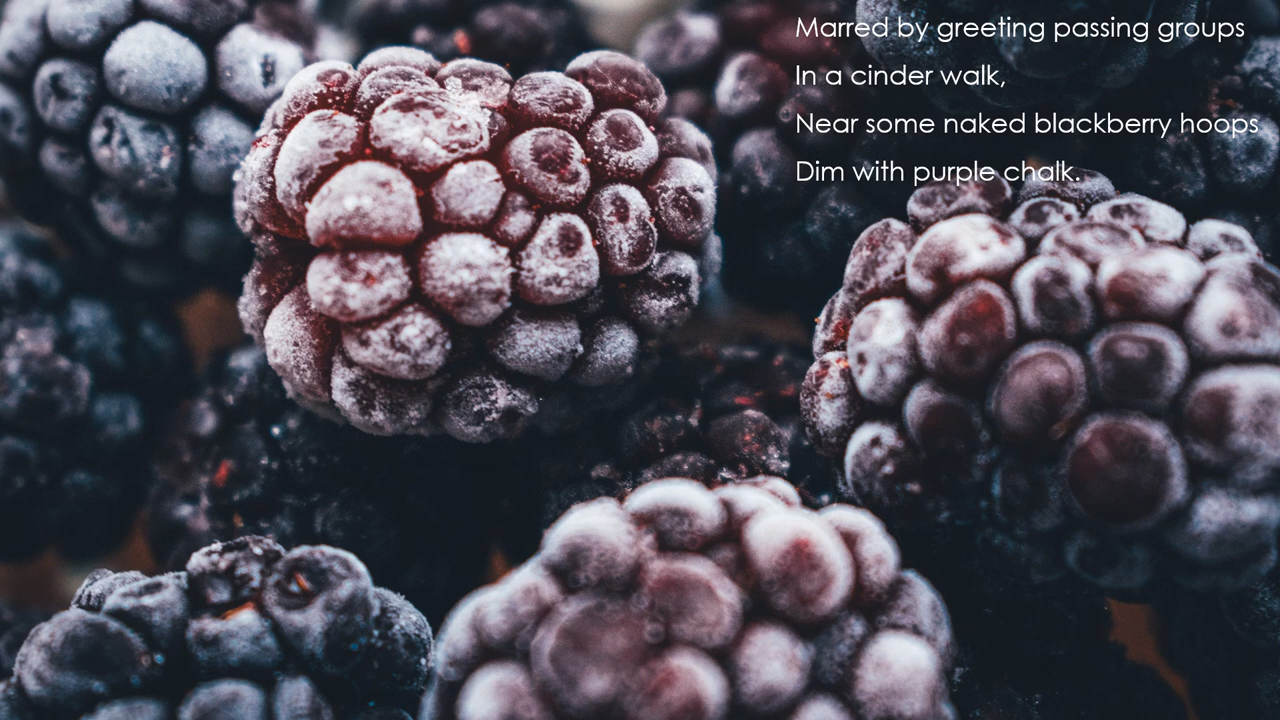 Marred by greeting passing groups
In a cinder walk,
Near some naked blackberry hoops
Dim with purple chalk.